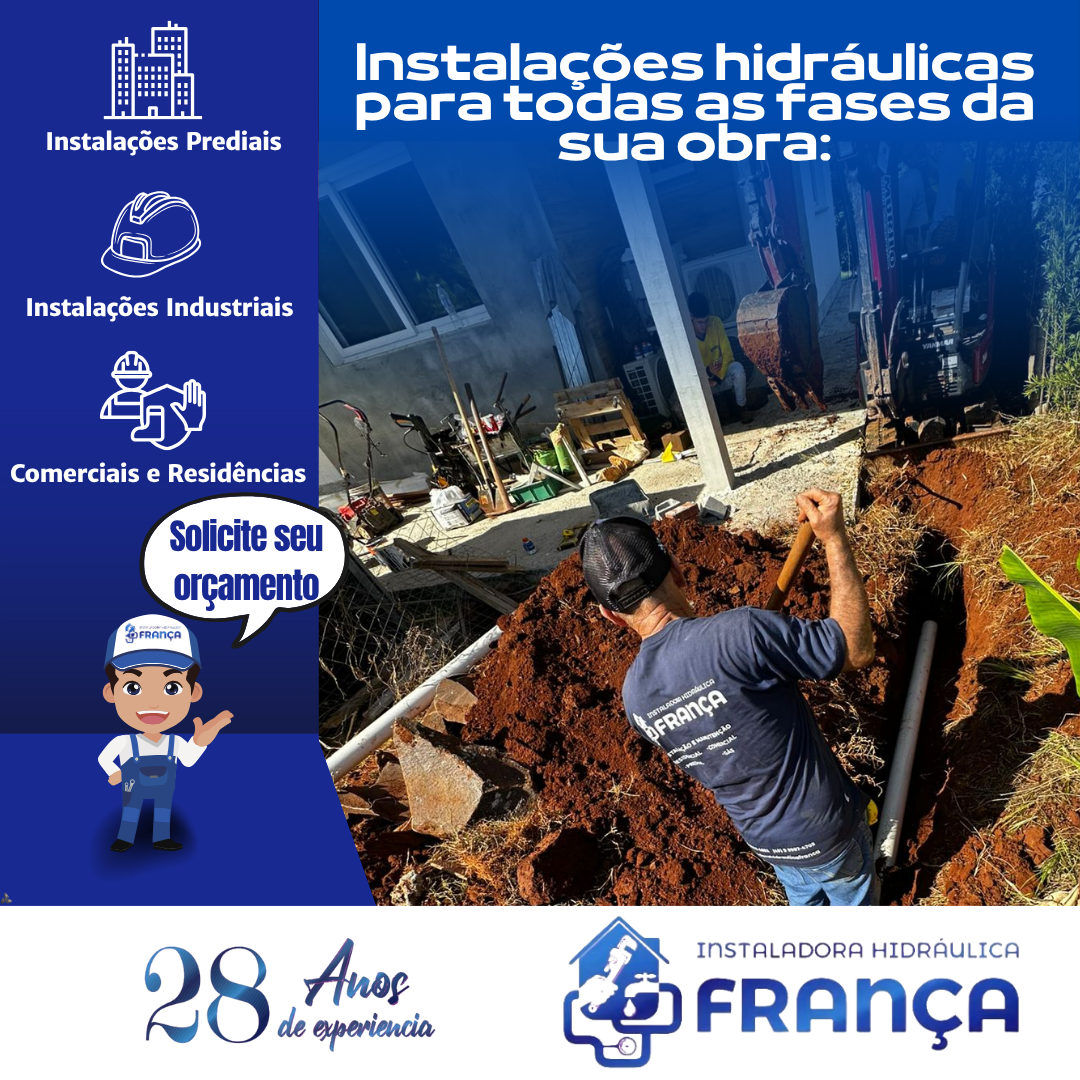 Instalações hidráulicas
para todas as fases da
sua obra:
Instalações Prediais
Instalações Industriais
Comerciais e Residências
Solicite seu
orçamento
FRANÇA
YANMAR
INSTALADORA HIDRÁULICA
FRANÇA
28 Anos
de experiencia
INSTALADORA HIDRÁULICA
FRANÇA